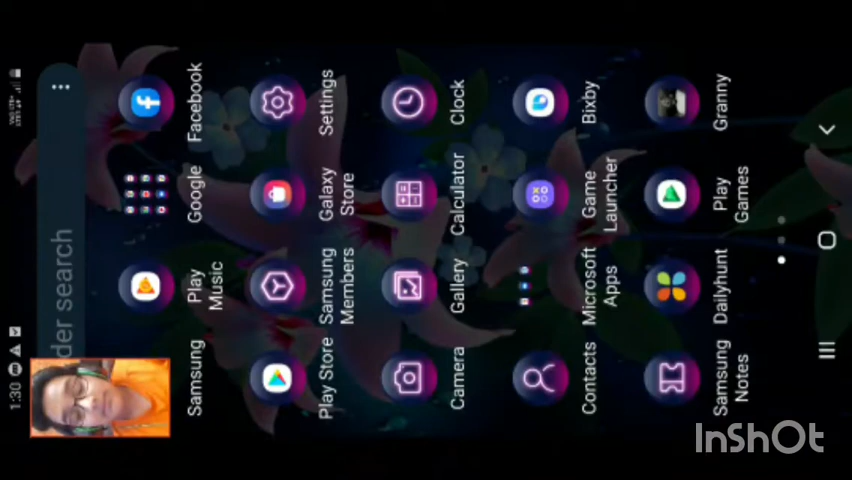 1:30
der search
Samsung
Play
Music
Google
Facebook
Play Store
Samsung
Members
Galaxy
Store
Settings
Camera
Gallery
Calculator
Clock
Contacts
Microsoft
Apps
Game
Launcher
Bixby
Samsung
Notes
Dailyhunt
Play
Games
Granny
InShOt